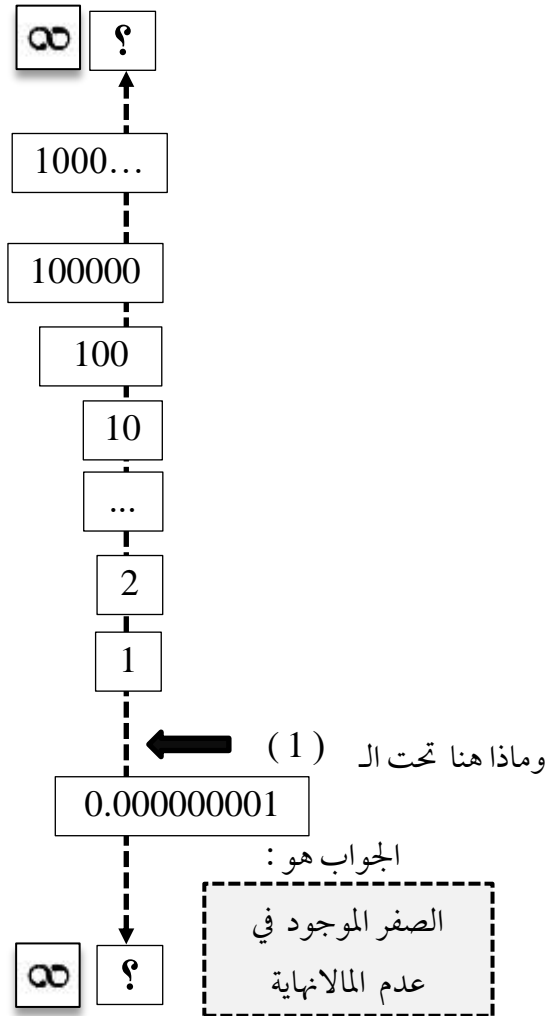 ∞ ؟
1000...
100000
100
10
...
2
1
وماذا هنا تحت الـ ( 1 )
0.000000001
الجواب هو :
الصفر الموجود في
عدم المالانهاية
∞ ؟